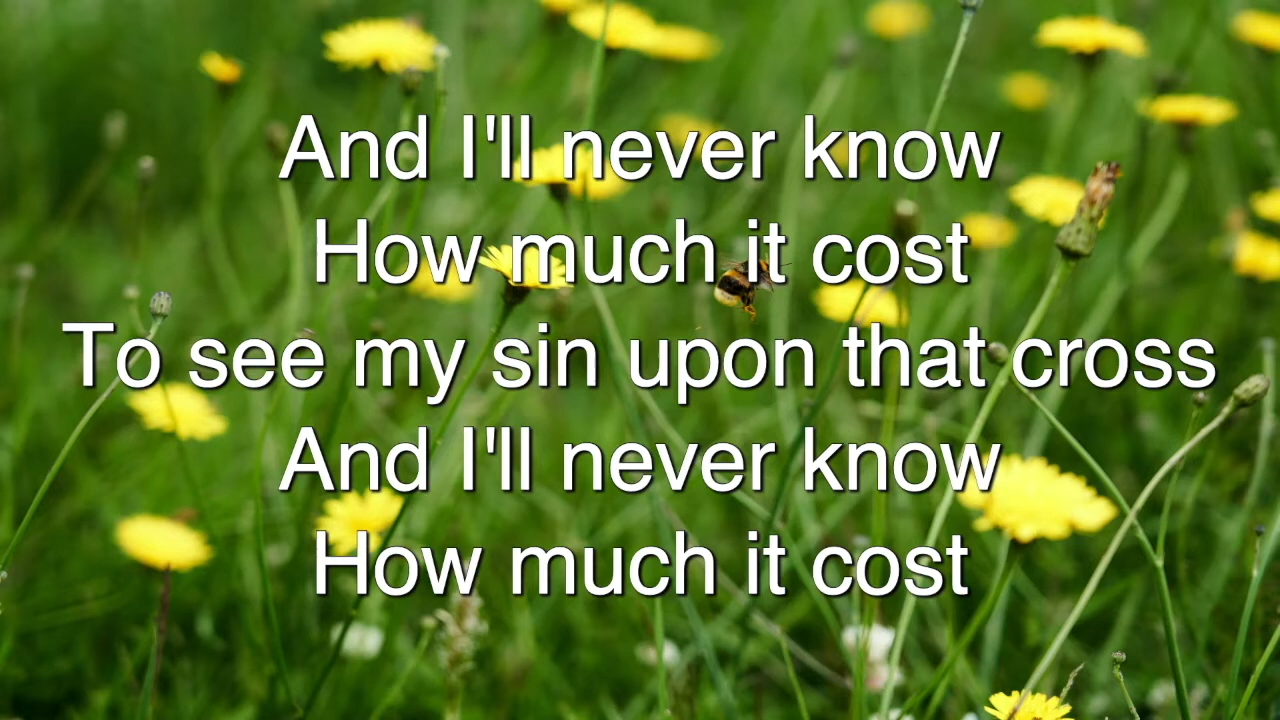 And I'll never know
How much it cost
To see my sin upon that cross
And I'll never know
How much it cost